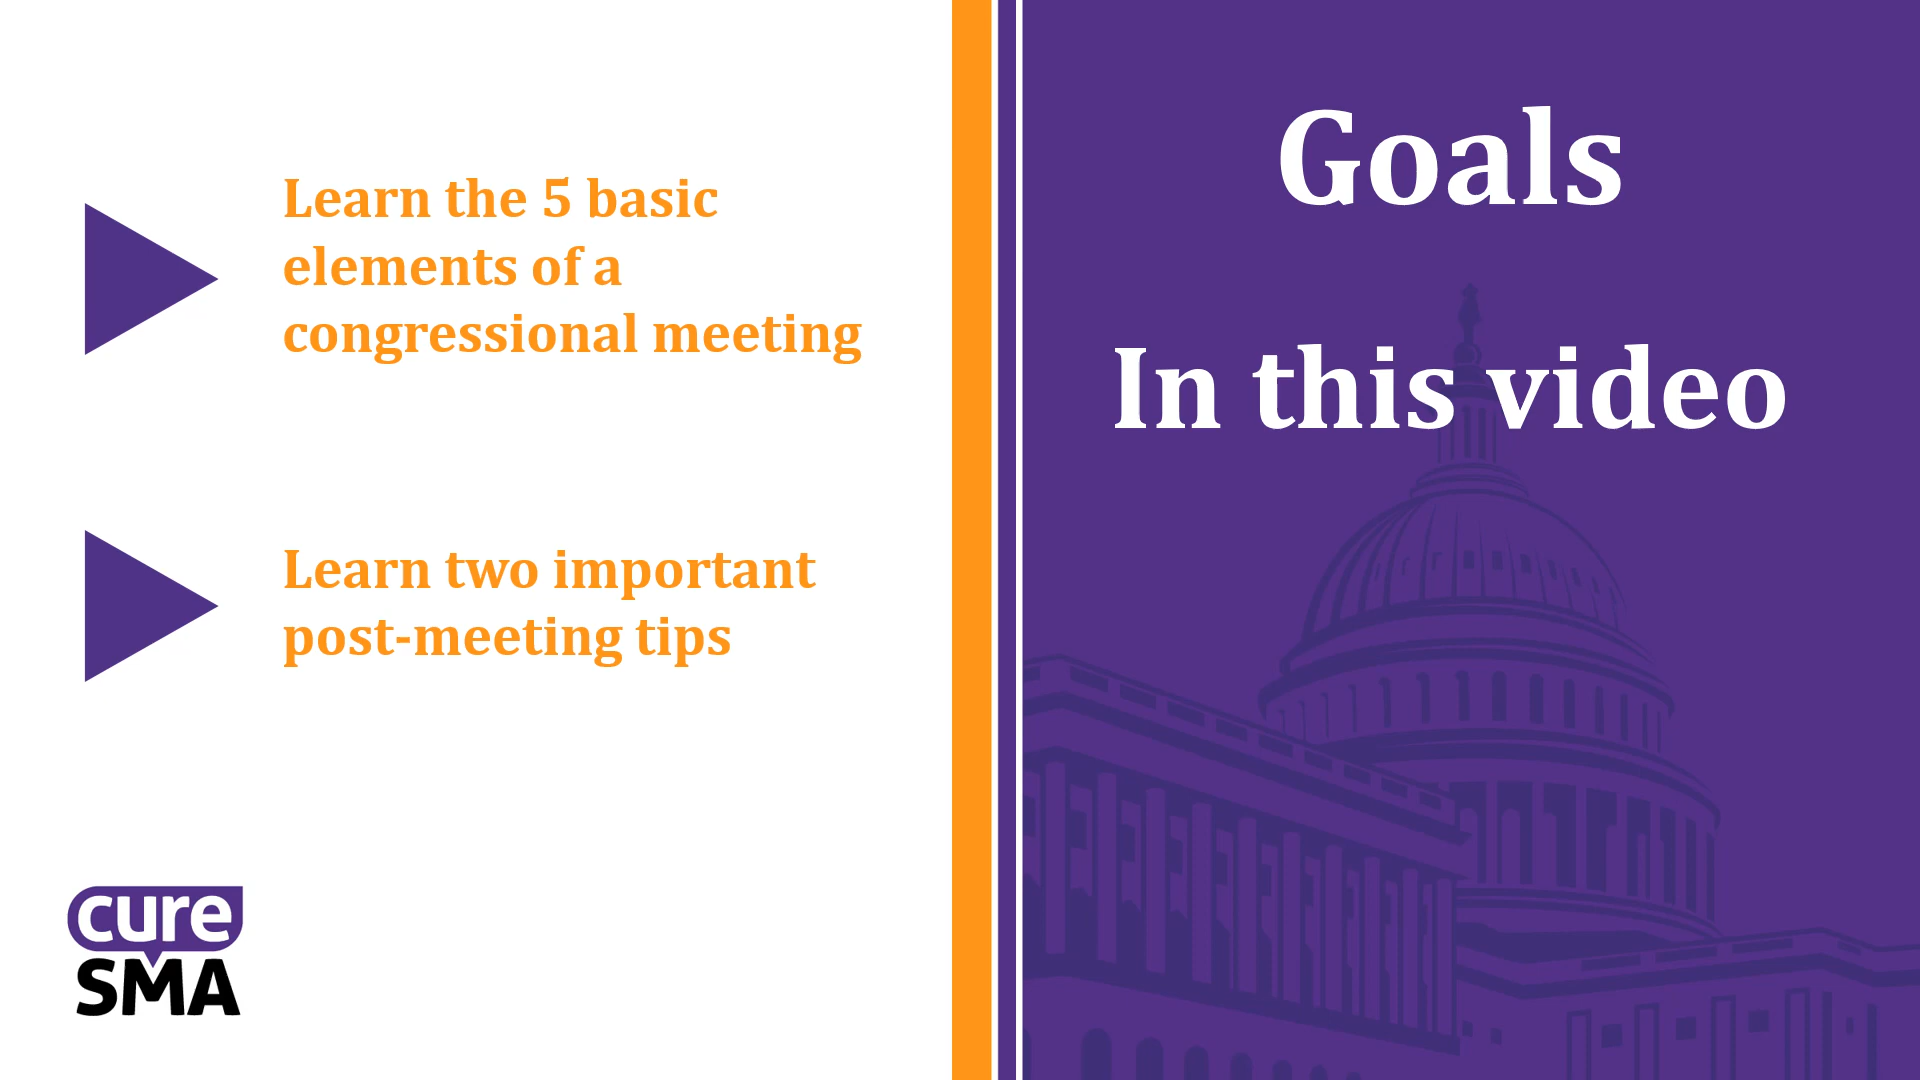 Goals
In this video
Learn the 5 basic
elements of a
congressional meeting
Learn two important
post-meeting tips
cure
SMA